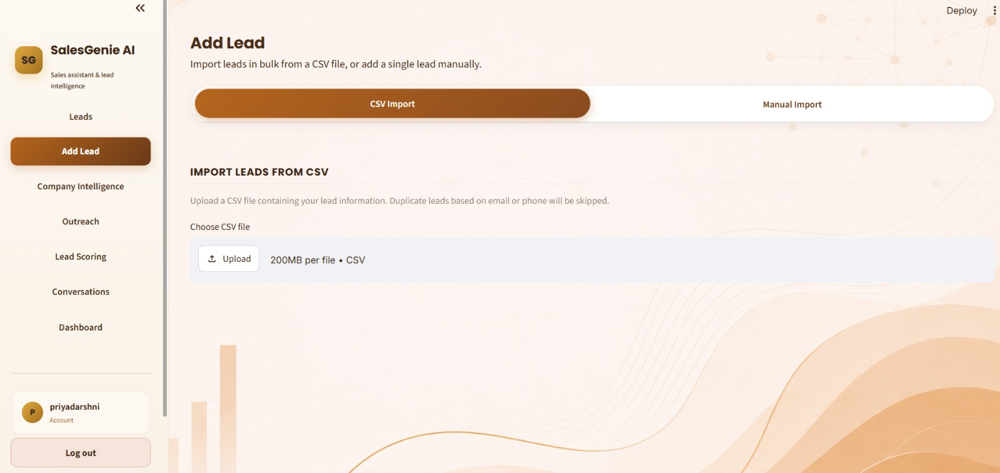 SG
SalesGenie AI
Sales assistant & lead
intelligence
Leads
Add Lead
Company Intelligence
Outreach
Lead Scoring
Conversations
Dashboard
P
priyadarshni
Account
Log out
Deploy
Add Lead
Import leads in bulk from a CSV file, or add a single lead manually.
CSV Import
Manual Import
IMPORT LEADS FROM CSV
Upload a CSV file containing your lead information. Duplicate leads based on email or phone will be skipped.
Choose CSV file
Upload
200MB per file • CSV